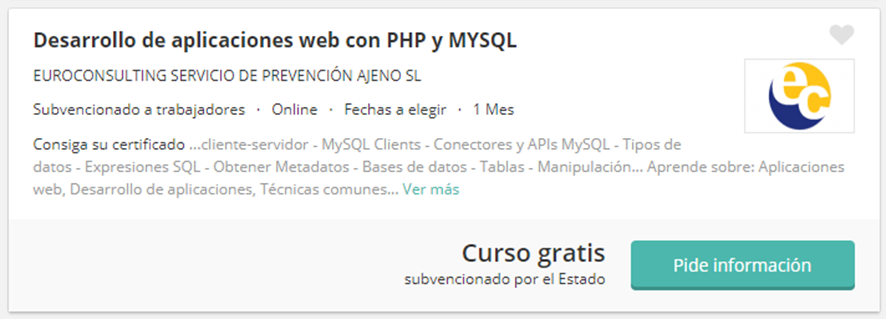 Desarrollo de aplicaciones web con PHP y MYSQL
EUROCONSULTING SERVICIO DE PREVENCIÓN AJENO SL
ec
Subvencionado a trabajadores · Online · Fechas a elegir · 1 Mes
Consiga su certificado ...cliente-servidor - MySQL Clients - Conectores y APIs MySQL - Tipos de
datos - Expresiones SQL - Obtener Metadatos - Bases de datos - Tablas - Manipulación... Aprende sobre: Aplicaciones
web, Desarrollo de aplicaciones, Técnicas comunes... Ver más
Curso gratis
subvencionado por el Estado
Pide información